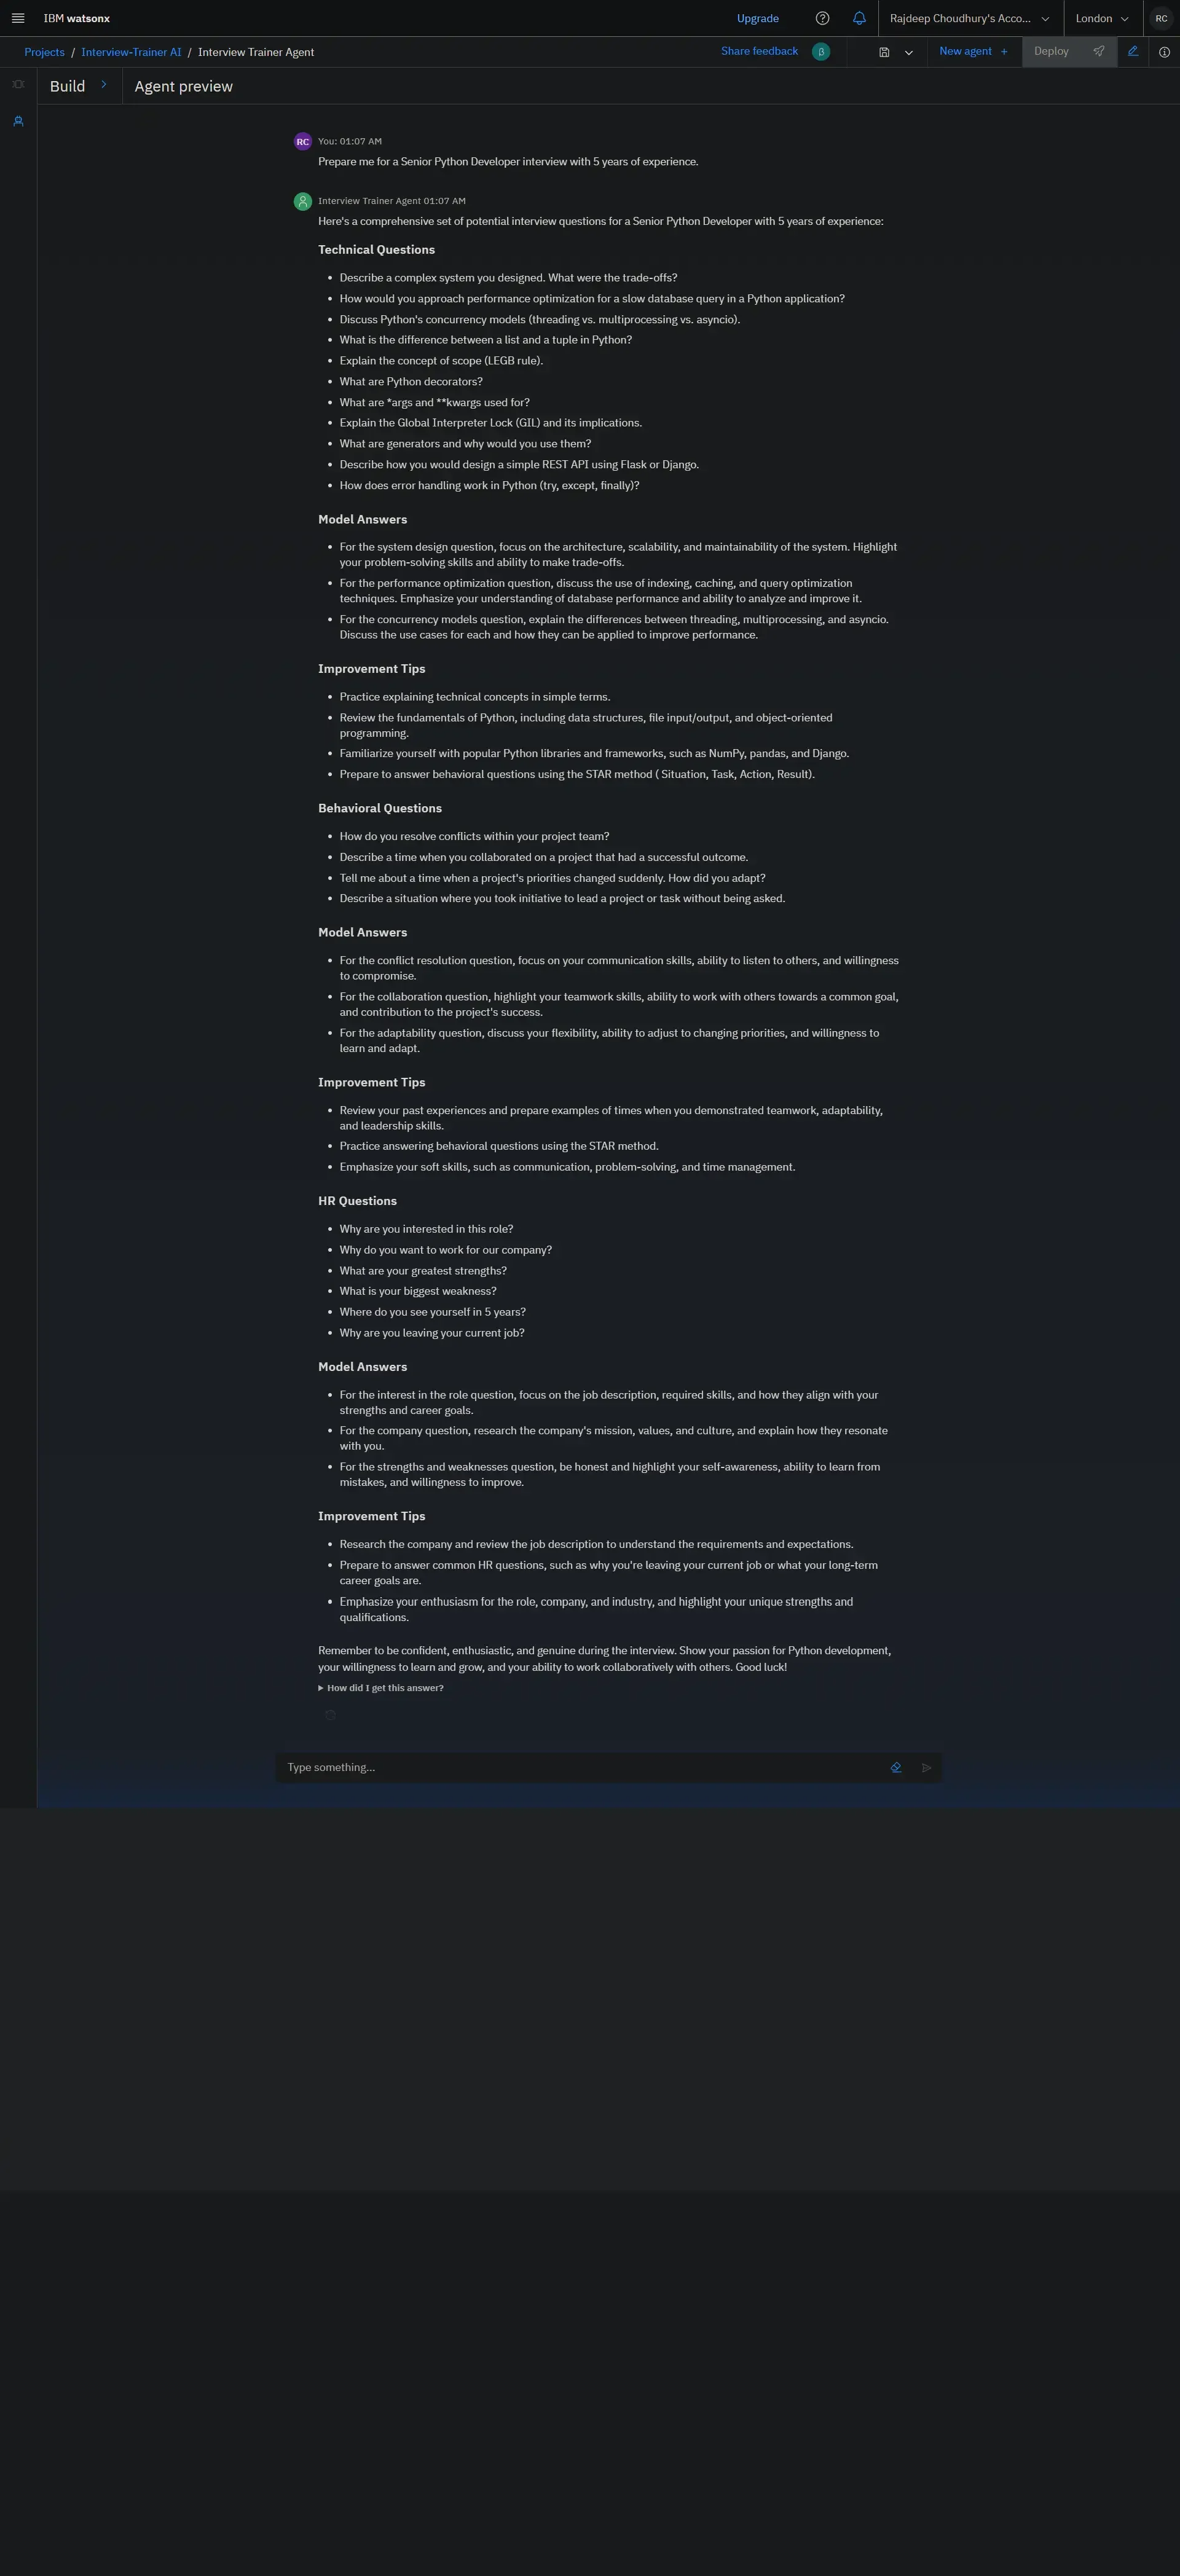 IBM watsonx
Upgrade
Rajdeep Choudhury's Acco...
London
RC
Projects / Interview-Trainer AI / Interview Trainer Agent
Share feedback
β
New agent +
Deploy
Build
Agent preview
RC
You: 01:07 AM
Prepare me for a Senior Python Developer interview with 5 years of experience.
Interview Trainer Agent 01:07 AM
Here's a comprehensive set of potential interview questions for a Senior Python Developer with 5 years of experience:
Technical Questions
• Describe a complex system you designed. What were the trade-offs?
• How would you approach performance optimization for a slow database query in a Python application?
• Discuss Python's concurrency models (threading vs. multiprocessing vs. asyncio).
• What is the difference between a list and a tuple in Python?
• Explain the concept of scope (LEGB rule).
• What are Python decorators?
• What are *args and **kwargs used for?
• Explain the Global Interpreter Lock (GIL) and its implications.
• What are generators and why would you use them?
• Describe how you would design a simple REST API using Flask or Django.
• How does error handling work in Python (try, except, finally)?
Model Answers
• For the system design question, focus on the architecture, scalability, and maintainability of the system. Highlight
your problem-solving skills and ability to make trade-offs.
• For the performance optimization question, discuss the use of indexing, caching, and query optimization
techniques. Emphasize your understanding of database performance and ability to analyze and improve it.
• For the concurrency models question, explain the differences between threading, multiprocessing, and asyncio.
Discuss the use cases for each and how they can be applied to improve performance.
Improvement Tips
• Practice explaining technical concepts in simple terms.
• Review the fundamentals of Python, including data structures, file input/output, and object-oriented
programming.
• Familiarize yourself with popular Python libraries and frameworks, such as NumPy, pandas, and Django.
• Prepare to answer behavioral questions using the STAR method ( Situation, Task, Action, Result).
Behavioral Questions
• How do you resolve conflicts within your project team?
• Describe a time when you collaborated on a project that had a successful outcome.
• Tell me about a time when a project's priorities changed suddenly. How did you adapt?
• Describe a situation where you took initiative to lead a project or task without being asked.
Model Answers
• For the conflict resolution question, focus on your communication skills, ability to listen to others, and willingness
to compromise.
• For the collaboration question, highlight your teamwork skills, ability to work with others towards a common goal,
and contribution to the project's success.
• For the adaptability question, discuss your flexibility, ability to adjust to changing priorities, and willingness to
learn and adapt.
Improvement Tips
• Review your past experiences and prepare examples of times when you demonstrated teamwork, adaptability,
and leadership skills.
• Practice answering behavioral questions using the STAR method.
• Emphasize your soft skills, such as communication, problem-solving, and time management.
HR Questions
• Why are you interested in this role?
• Why do you want to work for our company?
• What are your greatest strengths?
• What is your biggest weakness?
• Where do you see yourself in 5 years?
• Why are you leaving your current job?
Model Answers
• For the interest in the role question, focus on the job description, required skills, and how they align with your
strengths and career goals.
• For the company question, research the company's mission, values, and culture, and explain how they resonate
with you.
• For the strengths and weaknesses question, be honest and highlight your self-awareness, ability to learn from
mistakes, and willingness to improve.
Improvement Tips
• Research the company and review the job description to understand the requirements and expectations.
• Prepare to answer common HR questions, such as why you're leaving your current job or what your long-term
career goals are.
• Emphasize your enthusiasm for the role, company, and industry, and highlight your unique strengths and
qualifications.
Remember to be confident, enthusiastic, and genuine during the interview. Show your passion for Python development,
your willingness to learn and grow, and your ability to work collaboratively with others. Good luck!
How did I get this answer?
Type something...